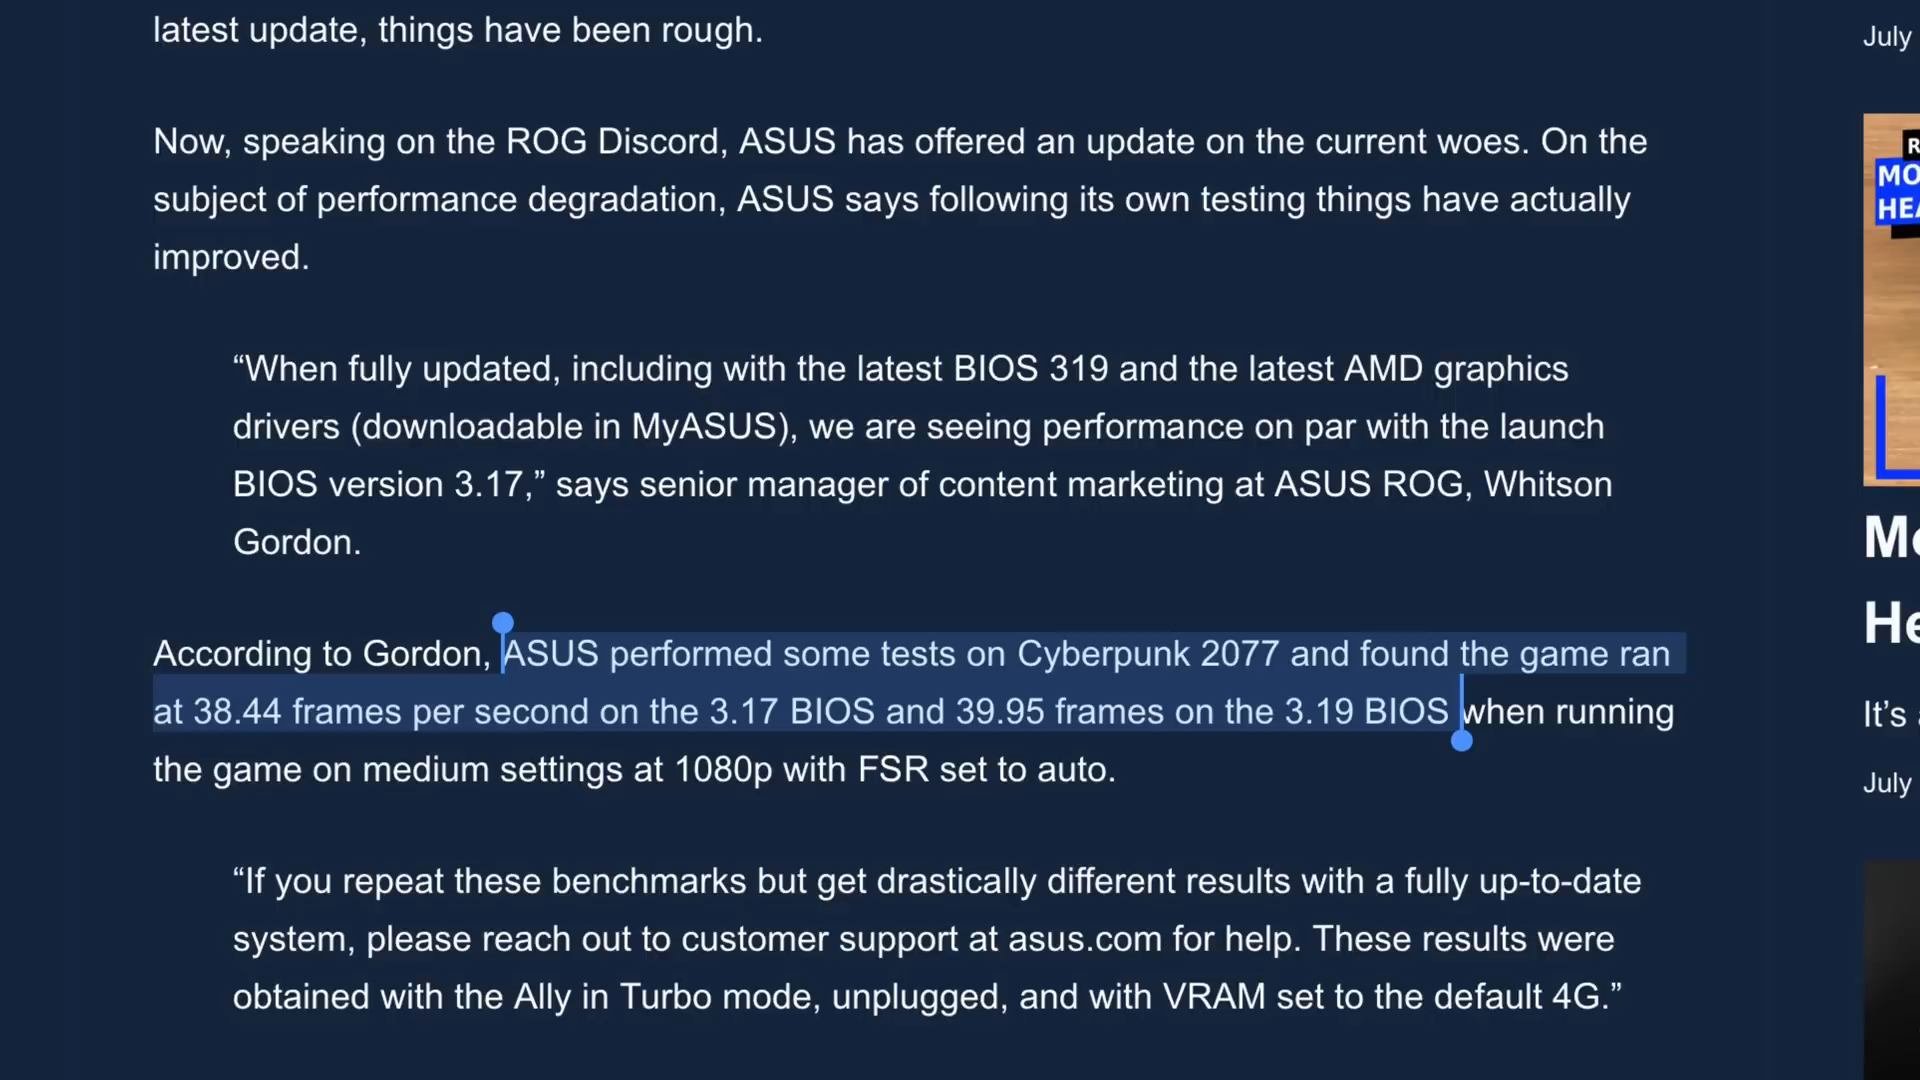 latest update, things have been rough.
Now, speaking on the ROG Discord, ASUS has offered an update on the current woes. On the
subject of performance degradation, ASUS says following its own testing things have actually
improved.
“When fully updated, including with the latest BIOS 319 and the latest AMD graphics
drivers (downloadable in MyASUS), we are seeing performance on par with the launch
BIOS version 3.17,” says senior manager of content marketing at ASUS ROG, Whitson
Gordon.
According to Gordon, ASUS performed some tests on Cyberpunk 2077 and found the game ran
at 38.44 frames per second on the 3.17 BIOS and 39.95 frames on the 3.19 BIOS when running
the game on medium settings at 1080p with FSR set to auto.
“If you repeat these benchmarks but get drastically different results with a fully up-to-date
system, please reach out to customer support at asus.com for help. These results were
obtained with the Ally in Turbo mode, unplugged, and with VRAM set to the default 4G.”
July
It’s
July